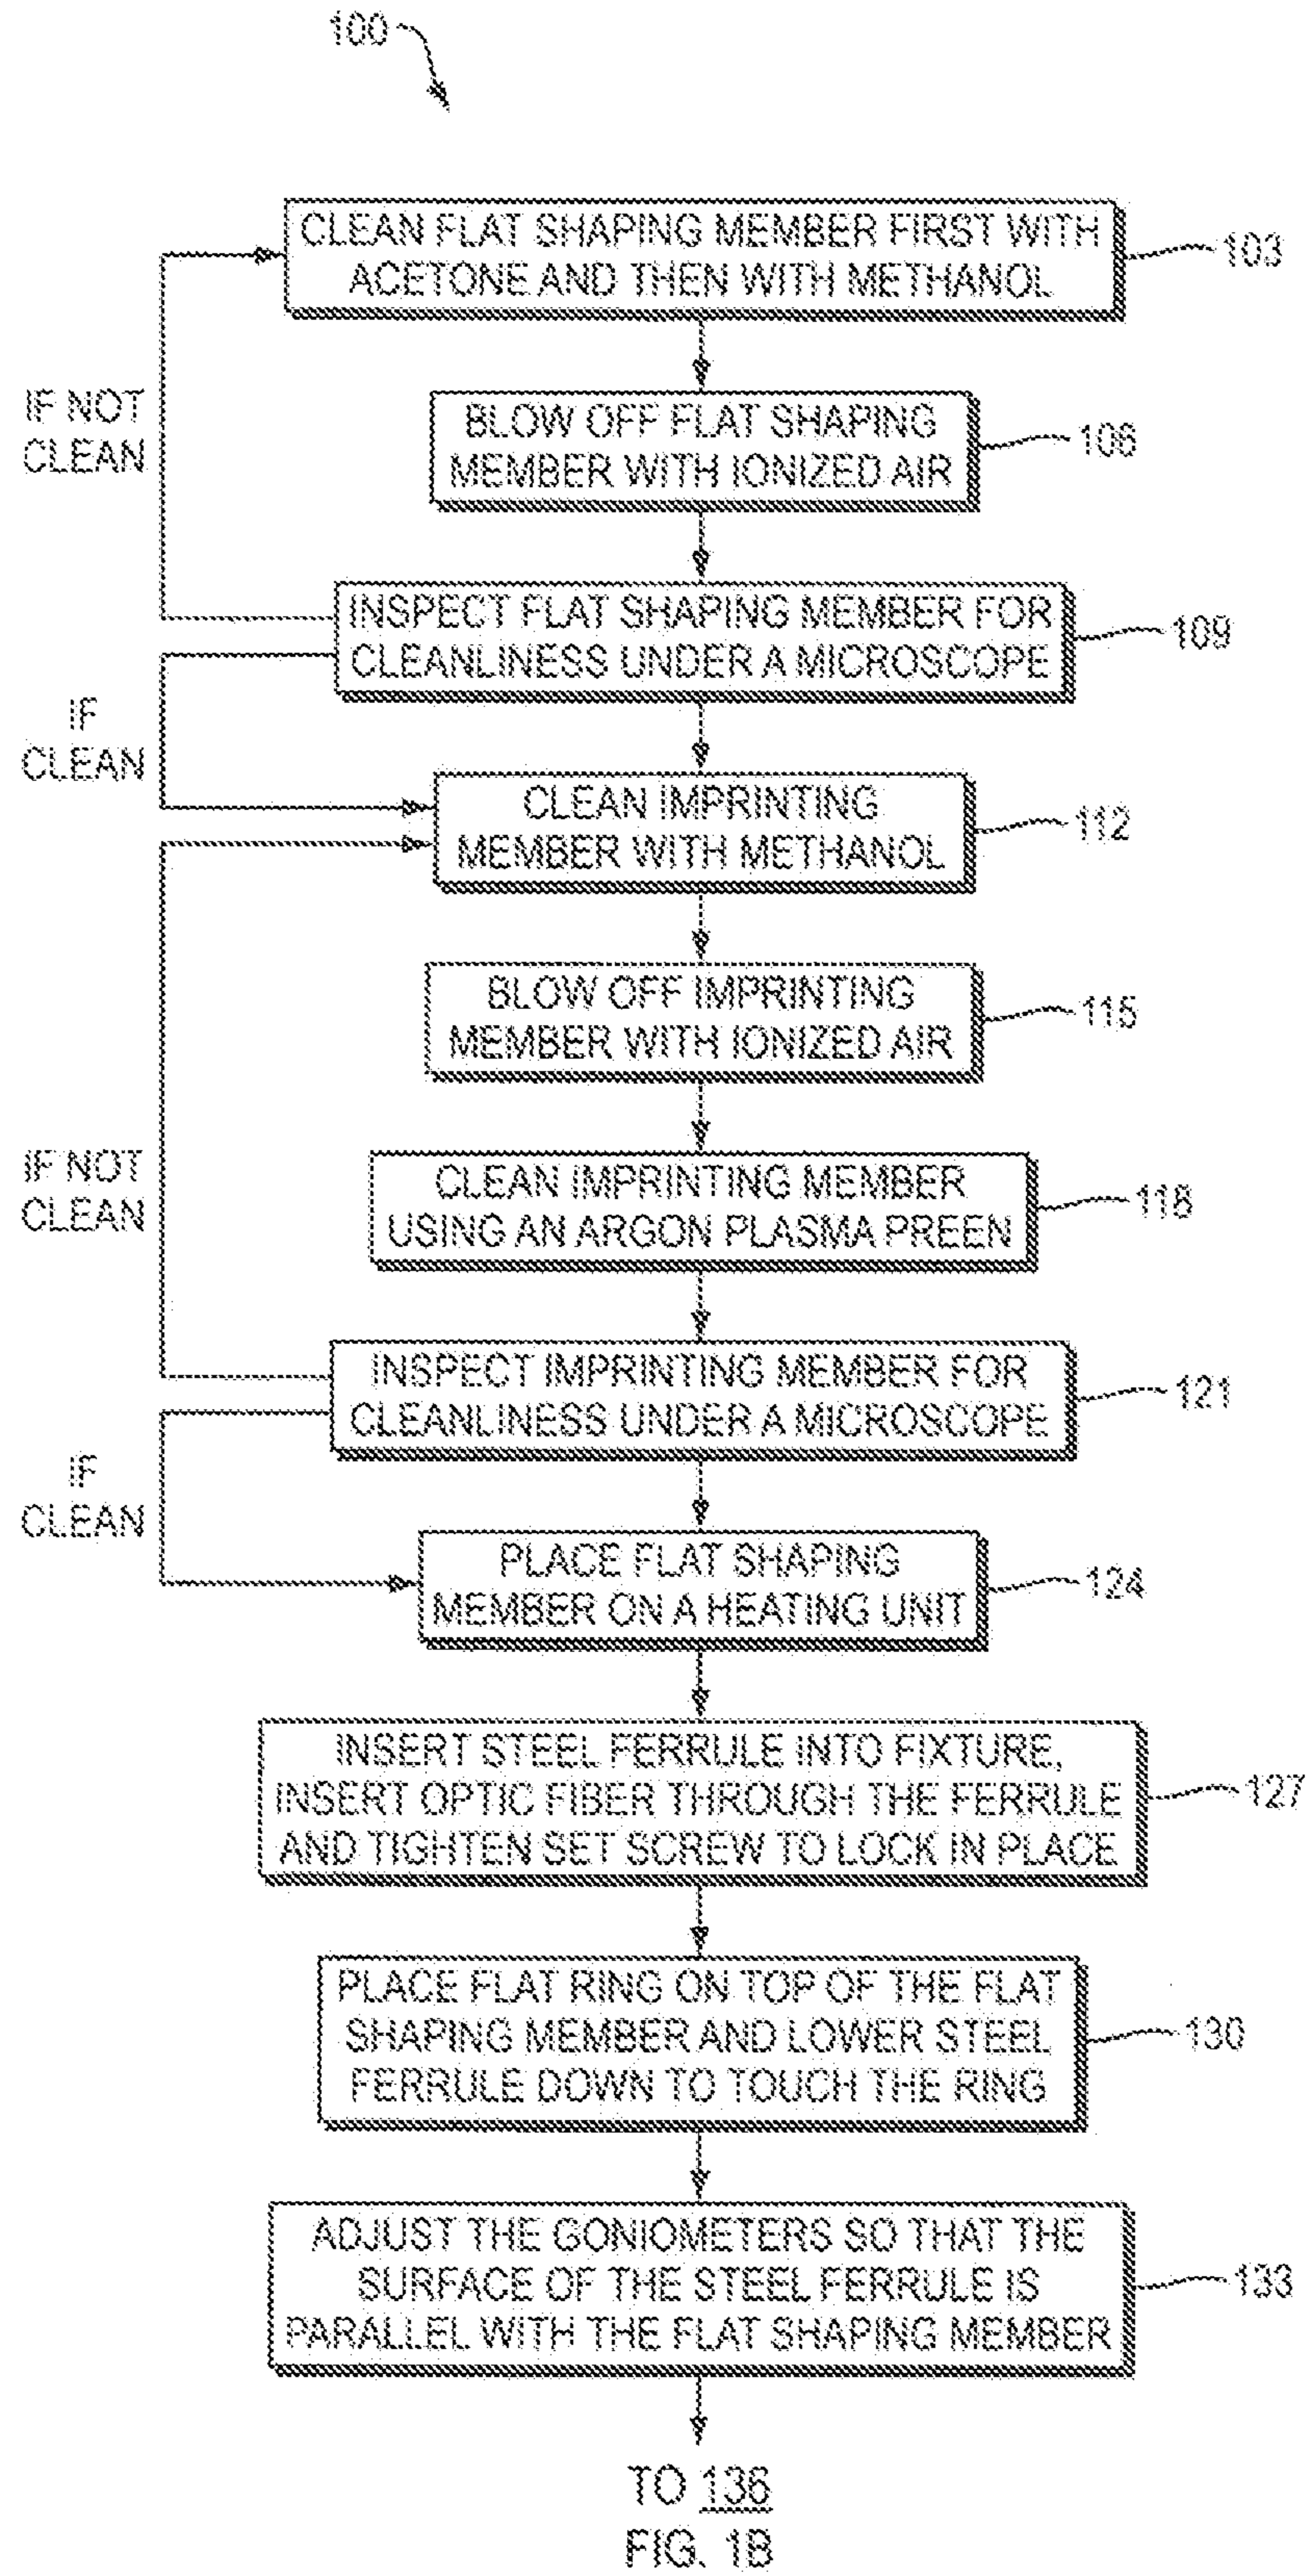 100
CLEAN FLAT SHAPING MEMBER FIRST WITH
ACETONE AND THEN WITH METHANOL
103
IF NOT
CLEAN
BLOW OFF FLAT SHAPING
MEMBER WITH IONIZED AIR
106
INSPECT FLAT SHAPING MEMBER FOR
CLEANLINESS UNDER A MICROSCOPE
109
IF
CLEAN
CLEAN IMPRINTING
MEMBER WITH METHANOL
112
BLOW OFF IMPRINTING
MEMBER WITH IONIZED AIR
115
IF NOT
CLEAN
CLEAN IMPRINTING MEMBER
USING AN ARGON PLASMA PREEN
118
INSPECT IMPRINTING MEMBER FOR
CLEANLINESS UNDER A MICROSCOPE
121
IF
CLEAN
PLACE FLAT SHAPING
MEMBER ON A HEATING UNIT
124
INSERT STEEL FERRULE INTO FIXTURE,
INSERT OPTIC FIBER THROUGH THE FERRULE
AND TIGHTEN SET SCREW TO LOCK IN PLACE
127
PLACE FLAT RING ON TOP OF THE FLAT
SHAPING MEMBER AND LOWER STEEL
FERRULE DOWN TO TOUCH THE RING
130
ADJUST THE GONIOMETERS SO THAT THE
SURFACE OF THE STEEL FERRULE IS
PARALLEL WITH THE FLAT SHAPING MEMBER
133
TO 136
FIG. 1B